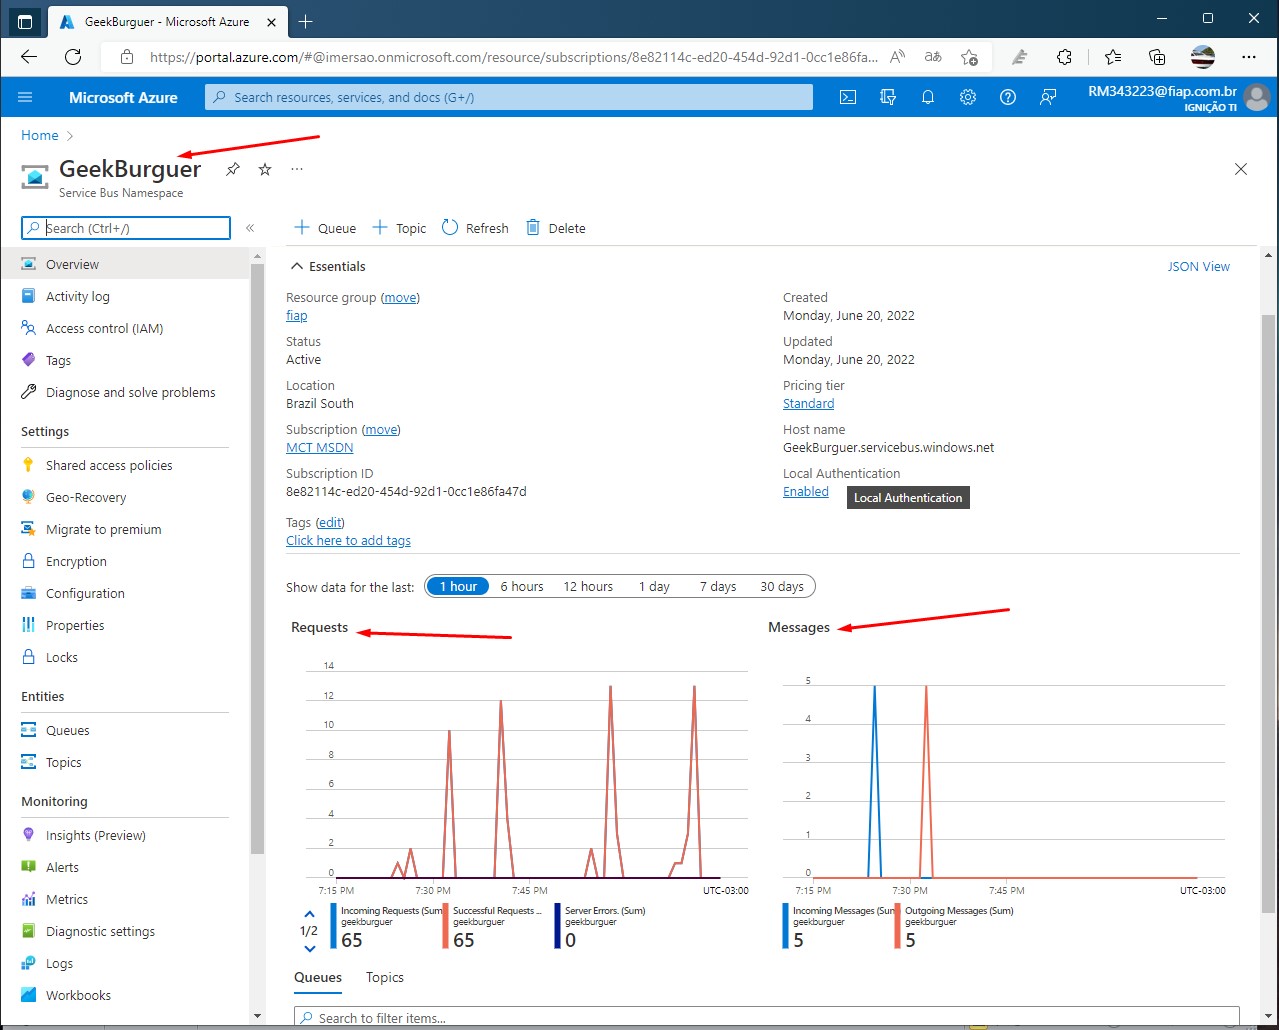 GeekBurguer - Microsoft Azure
https://portal.azure.com/#@imersao.onmicrosoft.com/resource/subscriptions/8e82114c-ed20-454d-92d1-0cc1e86fa...
Microsoft Azure
Search resources, services, and docs (G+/)
RM343223@fiap.com.br
IGNIÇÃO TI
Home
GeekBurguer
Service Bus Namespace
Search (Ctrl+/)
Queue
Topic
Refresh
Delete
Overview
Activity log
Access control (IAM)
Tags
Diagnose and solve problems
Settings
Shared access policies
Geo-Recovery
Migrate to premium
Encryption
Configuration
Properties
Locks
Entities
Queues
Topics
Monitoring
Insights (Preview)
Alerts
Metrics
Diagnostic settings
Logs
Workbooks
Essentials
JSON View
Resource group (move)
fiap
Status
Active
Location
Brazil South
Subscription (move)
MCT MSDN
Subscription ID
8e82114c-ed20-454d-92d1-0cc1e86fa47d
Tags (edit)
Click here to add tags
Created
Monday, June 20, 2022
Updated
Monday, June 20, 2022
Pricing tier
Standard
Host name
GeekBurguer.servicebus.windows.net
Local Authentication
Enabled
Local Authentication
Show data for the last:
1 hour
6 hours
12 hours
1 day
7 days
30 days
Requests
14
12
10
8
6
4
2
0
7:15 PM
7:30 PM
7:45 PM
UTC-03:00
1/2
Incoming Requests (Sum)
geekburguer
65
Successful Requests ...
geekburguer
65
Server Errors. (Sum)
geekburguer
0
Messages
5
4
3
2
1
0
7:15 PM
7:30 PM
7:45 PM
UTC-03:00
Incoming Messages (Sum)
geekburguer
5
Outgoing Messages (Sum)
geekburguer
5
Queues
Topics
Search to filter items...